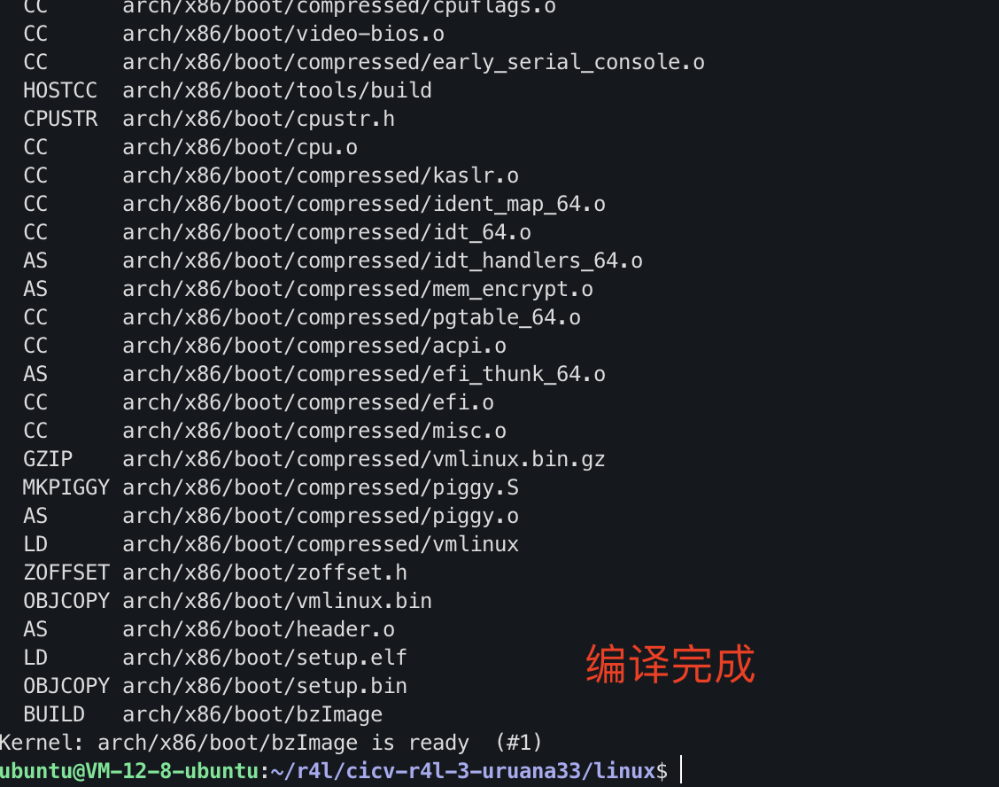 CC      arch/x86/boot/compressed/cpuflags.o
CC      arch/x86/boot/video-bios.o
CC      arch/x86/boot/compressed/early_serial_console.o
HOSTCC  arch/x86/boot/tools/build
CPUSTR  arch/x86/boot/cpustr.h
CC      arch/x86/boot/cpu.o
CC      arch/x86/boot/compressed/kaslr.o
CC      arch/x86/boot/compressed/ident_map_64.o
CC      arch/x86/boot/compressed/idt_64.o
AS      arch/x86/boot/compressed/idt_handlers_64.o
AS      arch/x86/boot/compressed/mem_encrypt.o
CC      arch/x86/boot/compressed/pgtable_64.o
CC      arch/x86/boot/compressed/acpi.o
AS      arch/x86/boot/compressed/efi_thunk_64.o
CC      arch/x86/boot/compressed/efi.o
CC      arch/x86/boot/compressed/misc.o
GZIP    arch/x86/boot/compressed/vmlinux.bin.gz
MKPIGGY arch/x86/boot/compressed/piggy.S
AS      arch/x86/boot/compressed/piggy.o
LD      arch/x86/boot/compressed/vmlinux
ZOFFSET arch/x86/boot/zoffset.h
OBJCOPY arch/x86/boot/vmlinux.bin
AS      arch/x86/boot/header.o
LD      arch/x86/boot/setup.elf
编译完成
OBJCOPY arch/x86/boot/setup.bin
BUILD   arch/x86/boot/bzImage
Kernel: arch/x86/boot/bzImage is ready  (#1)
ubuntu@VM-12-8-ubuntu:~/r4l/cicv-r4l-3-uruana33/linux$